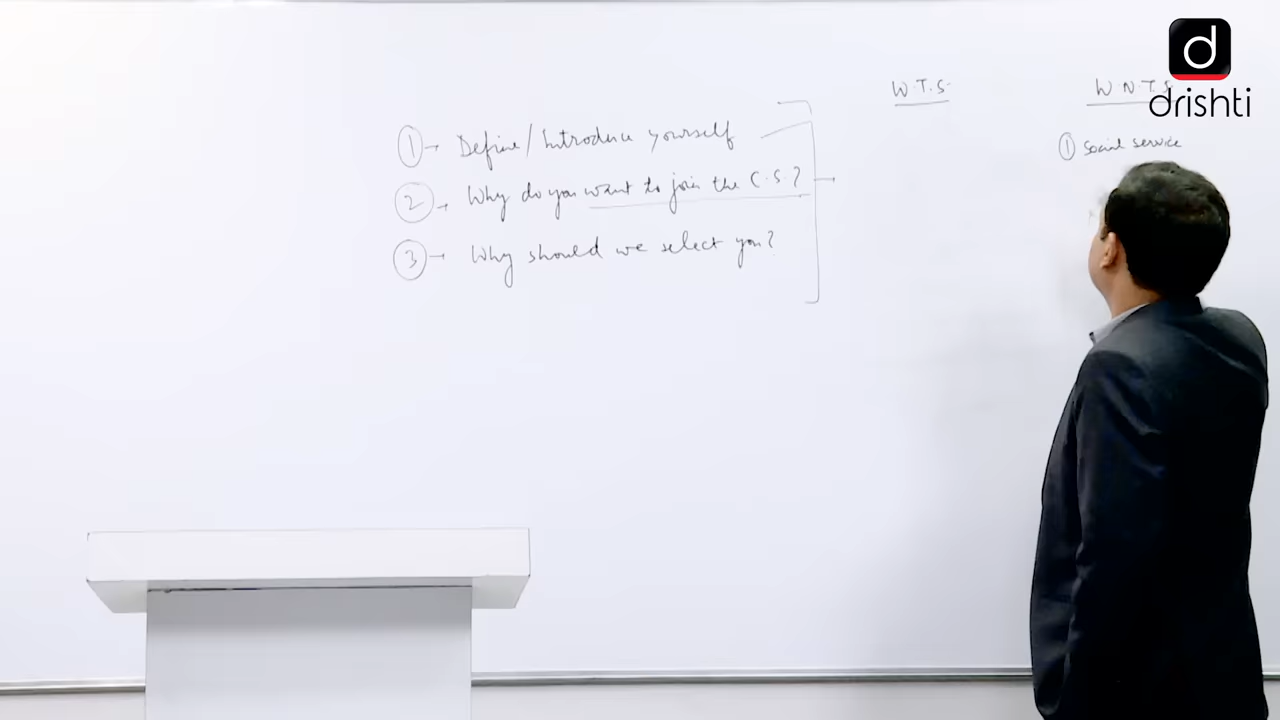 d
drishti
W.T.S.
W N.T.S
① → Define/Introduce yourself
② → Why do you want to join the C.S.?
③ → Why should we select you?
① Social service